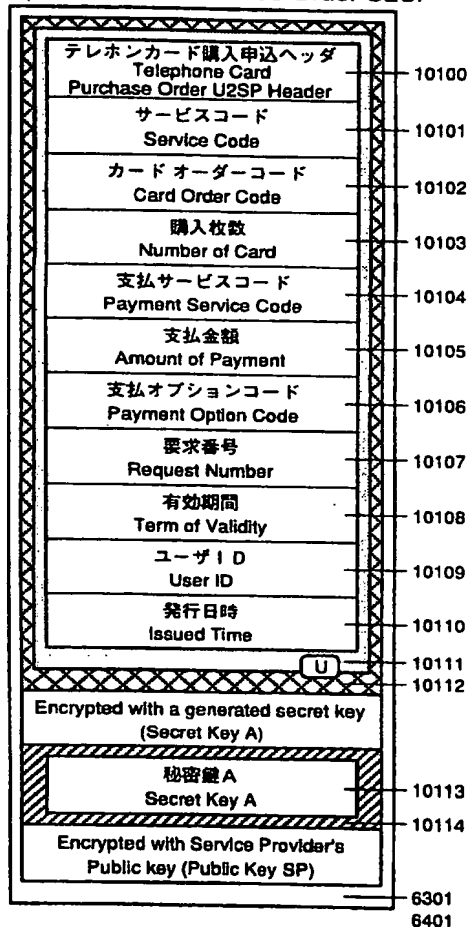 テレホンカード購入申込ヘッダ
Telephone Card
Purchase Order U2SP Header
10100
サービスコード
Service Code
10101
カード オーダーコード
Card Order Code
10102
購入枚数
Number of Card
10103
支払サービスコード
Payment Service Code
10104
支払金額
Amount of Payment
10105
支払オプションコード
Payment Option Code
10106
要求番号
Request Number
10107
有効期間
Term of Validity
10108
ユーザID
User ID
10109
発行日時
Issued Time
10110
U
10111
10112
Encrypted with a generated secret key
(Secret Key A)
秘密鍵A
Secret Key A
10113
10114
Encrypted with Service Provider's
Public key (Public Key SP)
6301
6401